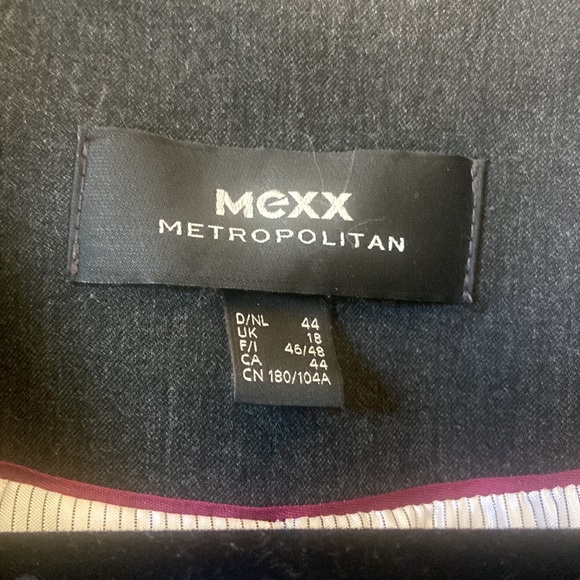 Mexx
METROPOLITAN
D/NL 44
UK 18
F/I 46/48
CA 44
CN 180/104A